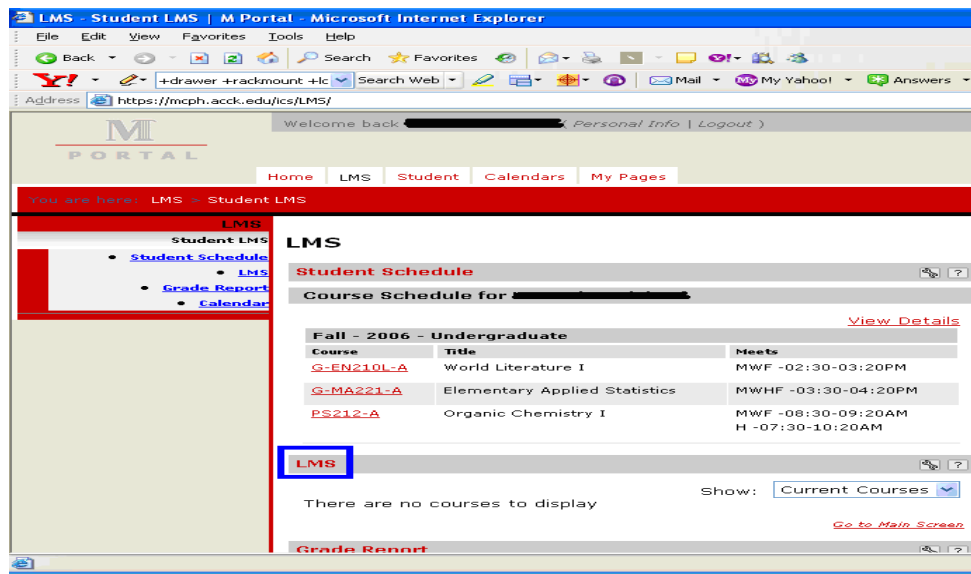 LMS - Student LMS | M Portal - Microsoft Internet Explorer
File Edit View Favorites Tools Help
Back Search Favorites
Y! +drawer +rackmount +lc Search Web Mail My Yahoo! Answers
Address https://mcph.acck.edu/ics/LMS/
M
PORTAL
Welcome back ( Personal Info | Logout )
Home LMS Student Calendars My Pages
You are here: LMS > Student LMS
LMS
Student LMS
Student Schedule
LMS
Grade Report
Calendar
LMS
Student Schedule ?
Course Schedule for
View Details
Fall - 2006 - Undergraduate
Course Title Meets
G-EN210L-A World Literature I MWF -02:30-03:20PM
G-MA221-A Elementary Applied Statistics MWHF -03:30-04:20PM
PS212-A Organic Chemistry I MWF -08:30-09:20AM
H -07:30-10:20AM
LMS ?
Show: Current Courses
There are no courses to display
Go to Main Screen
Grade Report ?